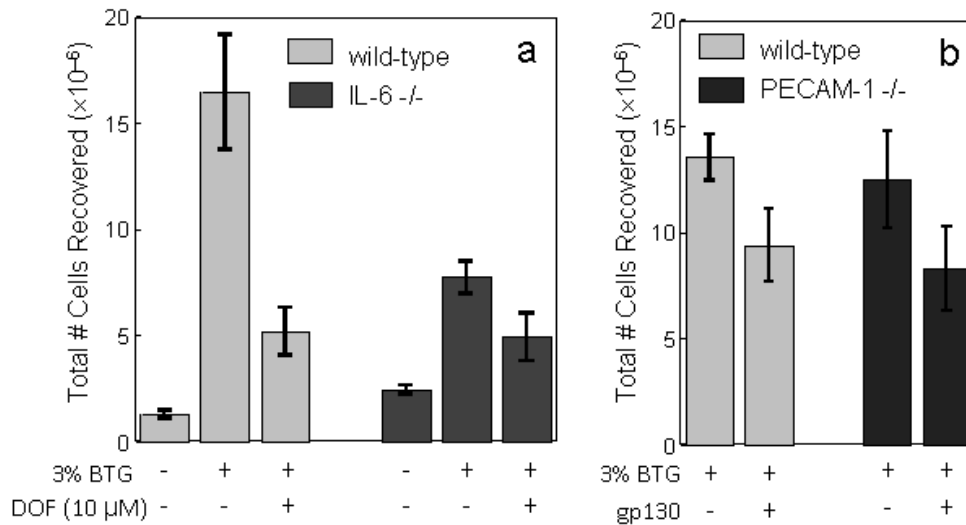 20
15
10
5
0
Total # Cells Recovered (×10⁻⁶)
wild-type
IL-6 -/-
a
3% BTG - + + - + +
DOF (10 µM) - - + - - +
20
15
10
5
0
Total # Cells Recovered (×10⁻⁶)
wild-type
PECAM-1 -/-
b
3% BTG + + + +
gp130 - + - +